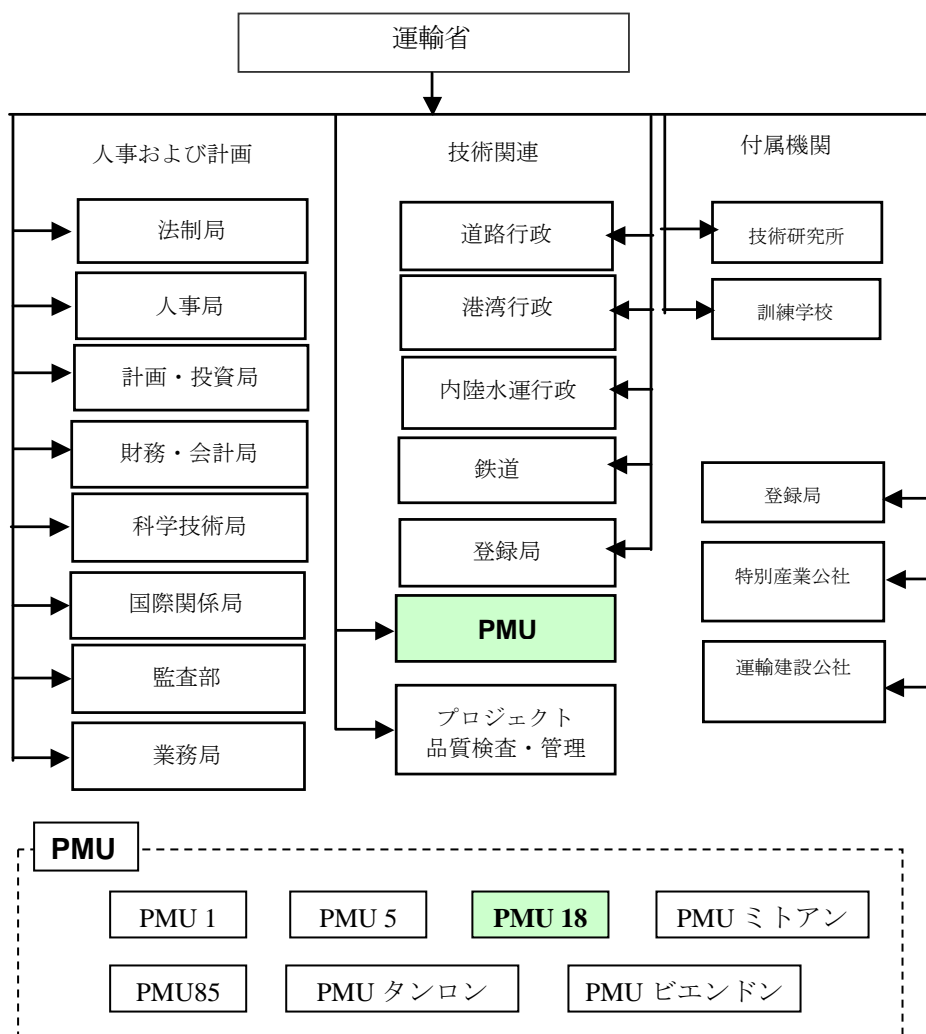 運輸省
人事および計画
技術関連
付属機関
法制局
人事局
計画・投資局
財務・会計局
科学技術局
国際関係局
監査部
業務局
道路行政
港湾行政
内陸水運行政
鉄道
登録局
PMU
プロジェクト
品質検査・管理
技術研究所
訓練学校
登録局
特別産業公社
運輸建設公社
PMU
PMU 1
PMU 5
PMU 18
PMU ミトアン
PMU85
PMU タンロン
PMU ビエンドン